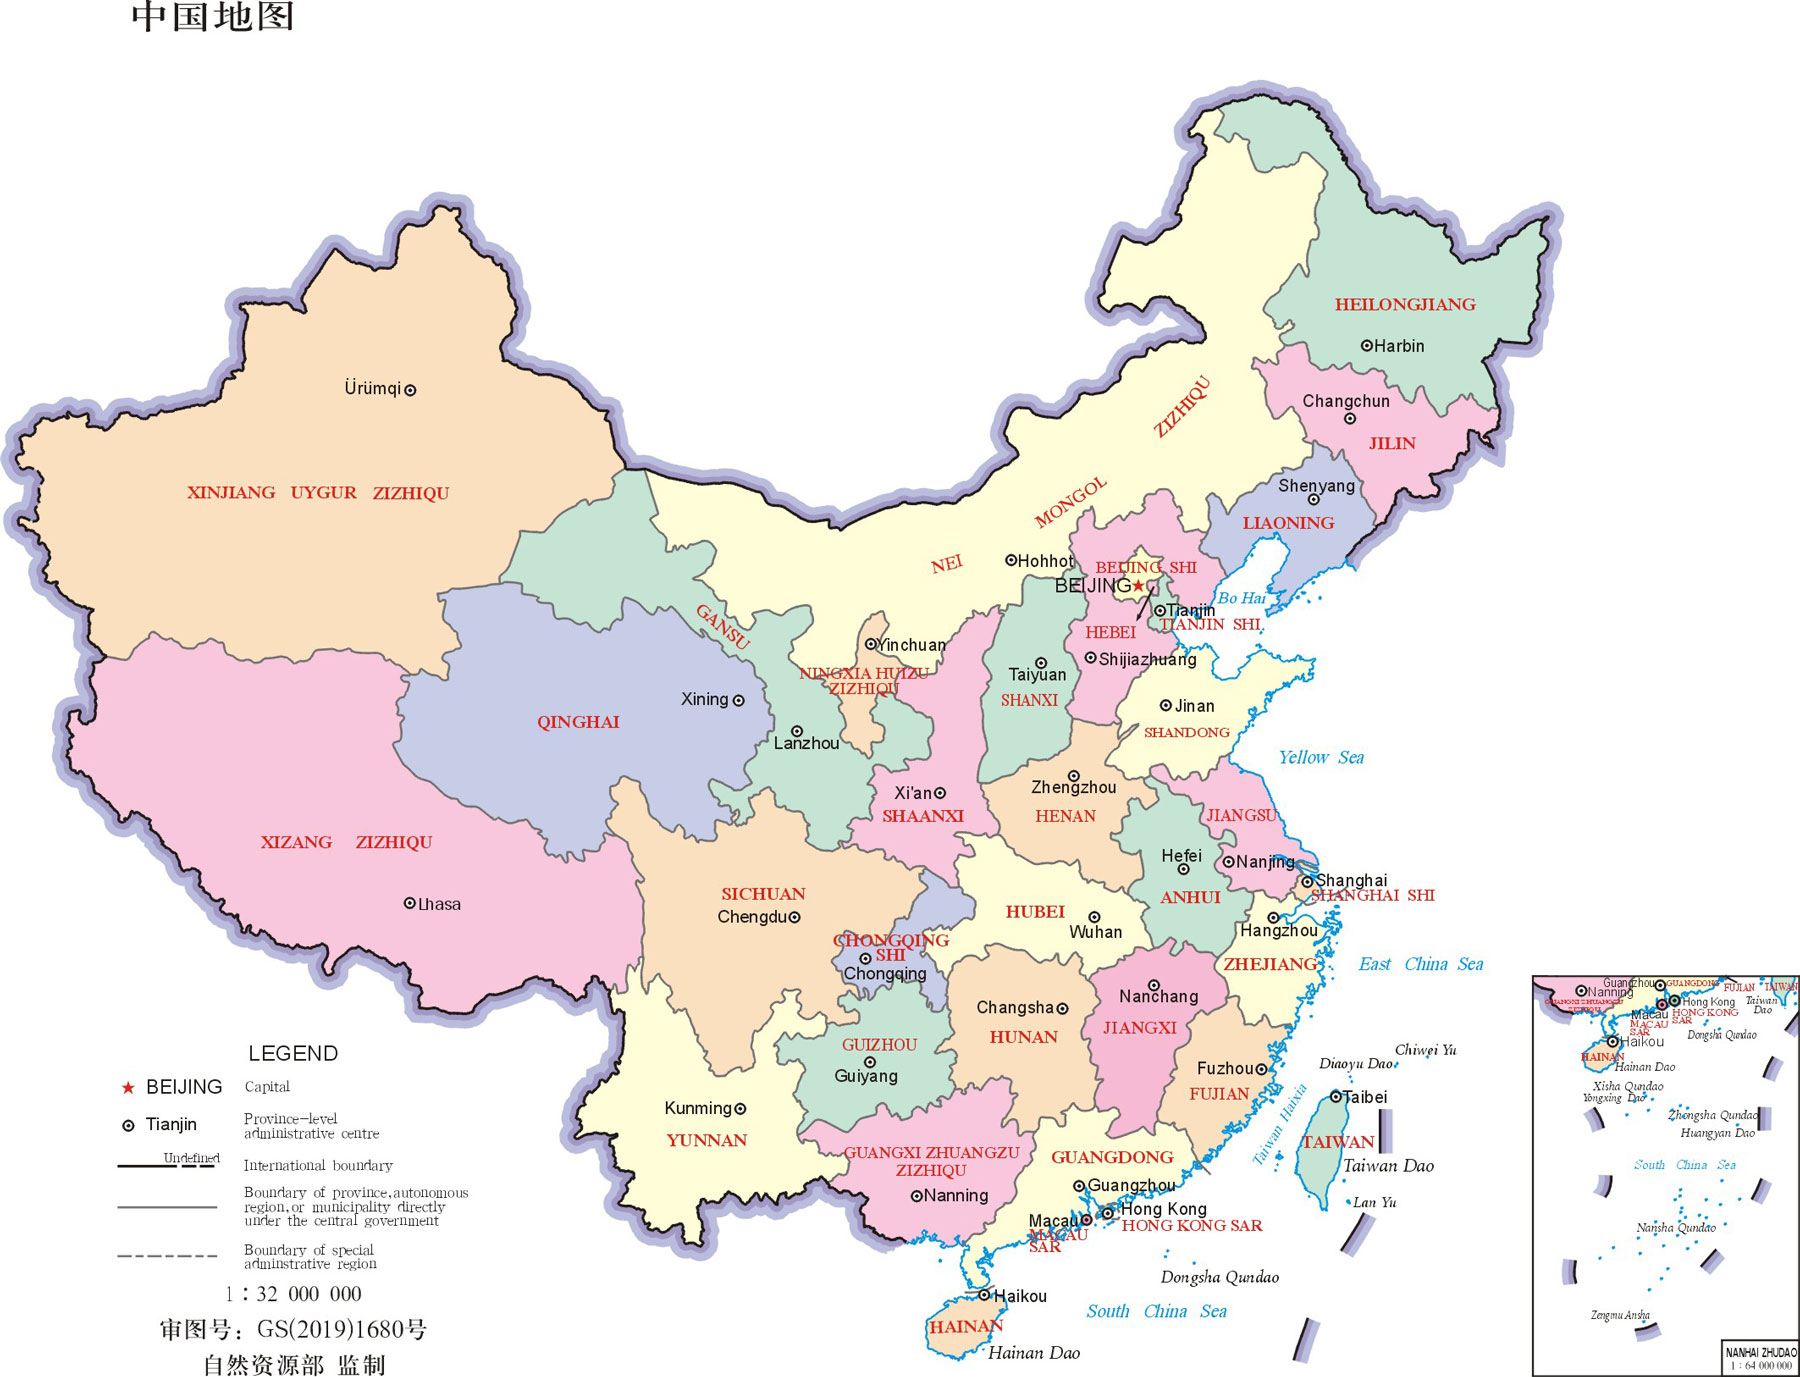 中国地图
HEILONGJIANG
Harbin
Changchun
JILIN
Ürümqi
ZIZHIQU
XINJIANG UYGUR ZIZHIQU
MONGOL
NEI
Shenyang
LIAONING
Hohhot
BEIJING SHI
BEIJING
Bo Hai
Tianjin
TIANJIN SHI
GANSU
HEBEI
Yinchuan
Shijiazhuang
NINGXIA HUIZU
ZIZHIQU
Taiyuan
SHANXI
Xining
QINGHAI
Jinan
SHANDONG
Lanzhou
Yellow Sea
Zhengzhou
HENAN
Xi'an
SHAANXI
JIANGSU
XIZANG ZIZHIQU
Hefei
Nanjing
Shanghai
SHANGHAI SHI
ANHUI
SICHUAN
Chengdu
Lhasa
HUBEI
Wuhan
Hangzhou
CHONGQING
SHI
Chongqing
ZHEJIANG
East China Sea
Nanchang
JIANGXI
Changsha
HUNAN
GUIZHOU
Guiyang
Fuzhou
FUJIAN
Chiwei Yu
Diaoyu Dao
Taibei
Taiwan Haixia
TAIWAN
Taiwan Dao
Lan Yu
Kunming
YUNNAN
GUANGXI ZHUANGZU
ZIZHIQU
Nanning
GUANGDONG
Guangzhou
Hong Kong
HONG KONG SAR
Macau
MACAU
SAR
Dongsha Qundao
Haikou
HAINAN
Hainan Dao
South China Sea
LEGEND
BEIJING Capital
Tianjin Province-level
administrative centre
Undefined
International boundary
Boundary of province,autonomous
region,or municipality directly
under the central government
Boundary of special
admintrative region
1：32 000 000
审图号：GS(2019)1680号
自然资源部 监制
Guangzhou
GUANGDONG
FUJIAN
TAIWAN
Nanning
GUANGXI ZHUANGZU
ZIZHIQU
Hong Kong
HONG KONG
SAR
Macau
MACAU
SAR
Taiwan
Dao
Dongsha Qundao
Haikou
HAINAN
Hainan Dao
Xisha Qundao
Yongxing Dao
Zhongsha Qundao
Huangyan Dao
South China Sea
Nansha Qundao
Zengmu Ansha
NANHAI ZHUDAO
1：64 000 000